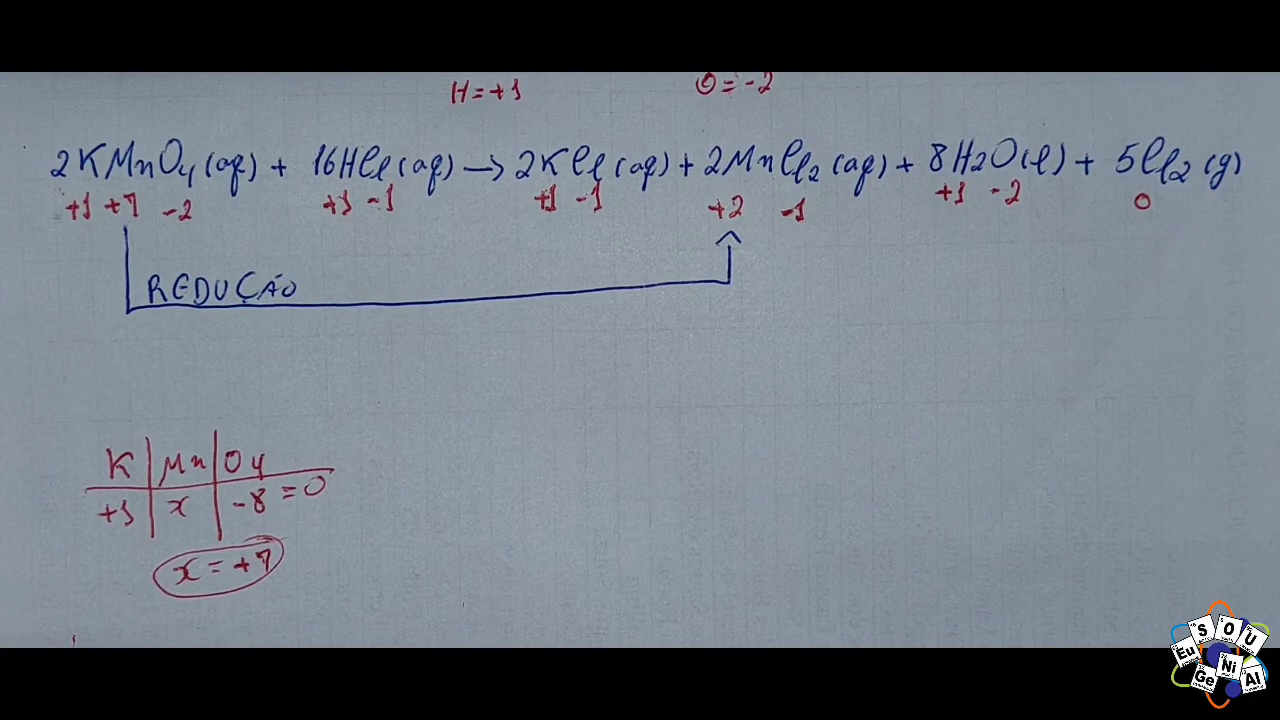 H = +1 O = -2
2KMnO4 (aq) + 16HCl (aq) → 2KCl (aq) + 2MnCl2 (aq) + 8H2O (l) + 5Cl2 (g)
+1 +7 -2 +1 -1 +1 -1 +2 -1 +1 -2 0
REDUÇÃO
K | Mn | O4
+1 | x | -8 = 0
x = +7
S O U
Eu Ni
Ge Al